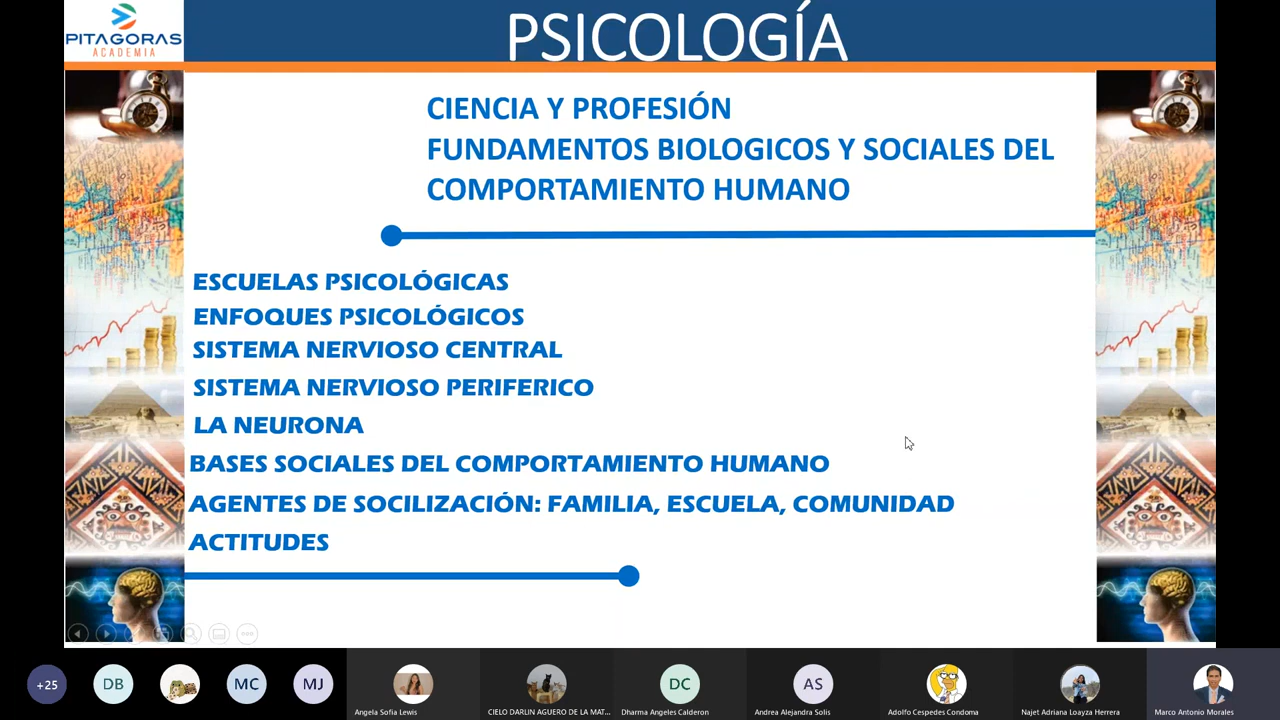 PITAGORAS
ACADEMIA
PSICOLOGÍA
CIENCIA Y PROFESIÓN
FUNDAMENTOS BIOLOGICOS Y SOCIALES DEL
COMPORTAMIENTO HUMANO
ESCUELAS PSICOLÓGICAS
ENFOQUES PSICOLÓGICOS
SISTEMA NERVIOSO CENTRAL
SISTEMA NERVIOSO PERIFERICO
LA NEURONA
BASES SOCIALES DEL COMPORTAMIENTO HUMANO
AGENTES DE SOCILIZACIÓN: FAMILIA, ESCUELA, COMUNIDAD
ACTITUDES
+25
DB
MC
MJ
DC
AS
Angela Sofia Lewis
CIELO DARLIN AGUERO DE LA MAT...
Dharma Angeles Calderon
Andrea Alejandra Solis
Adolfo Cespedes Condoma
Najet Adriana Loayza Herrera
Marco Antonio Morales